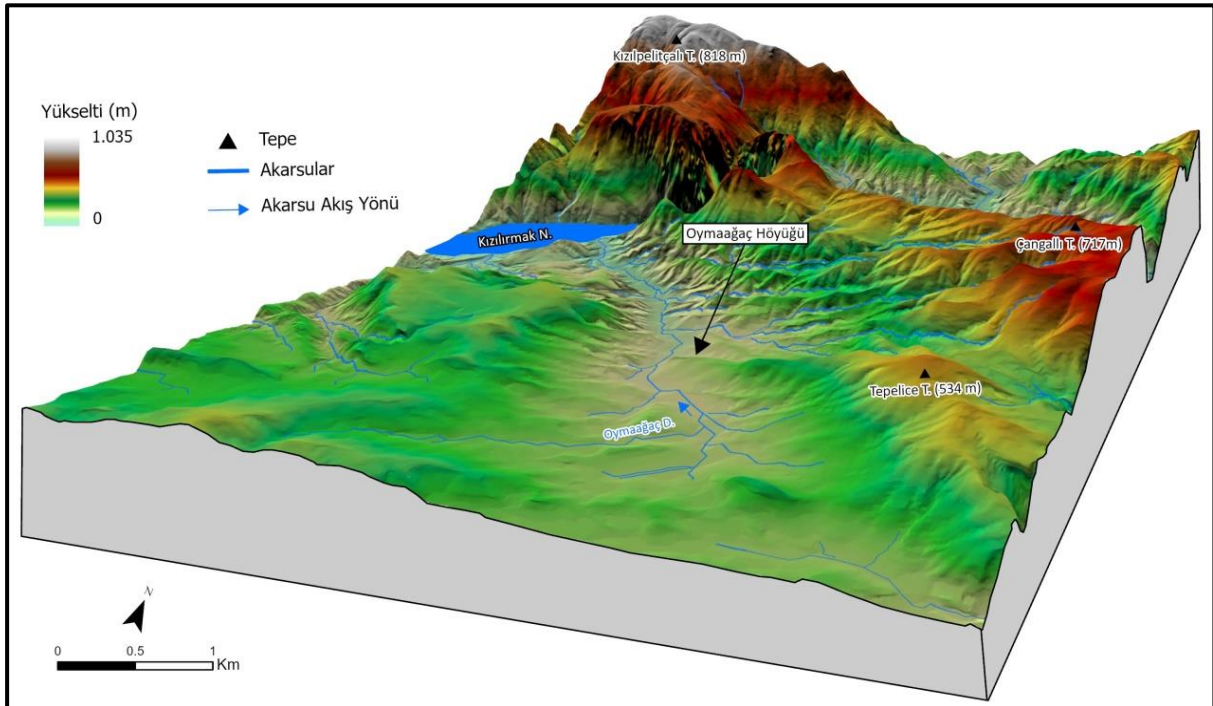 Kızılpelitçalı T. (818 m)
Yükselti (m)
1.035
0
Tepe
Akarsular
Akarsu Akış Yönü
Kızılırmak N.
Oymaağaç Höyüğü
Çangallı T. (717m)
Tepelice T. (534 m)
Oymaağaç D.
N
0 0.5 1
Km